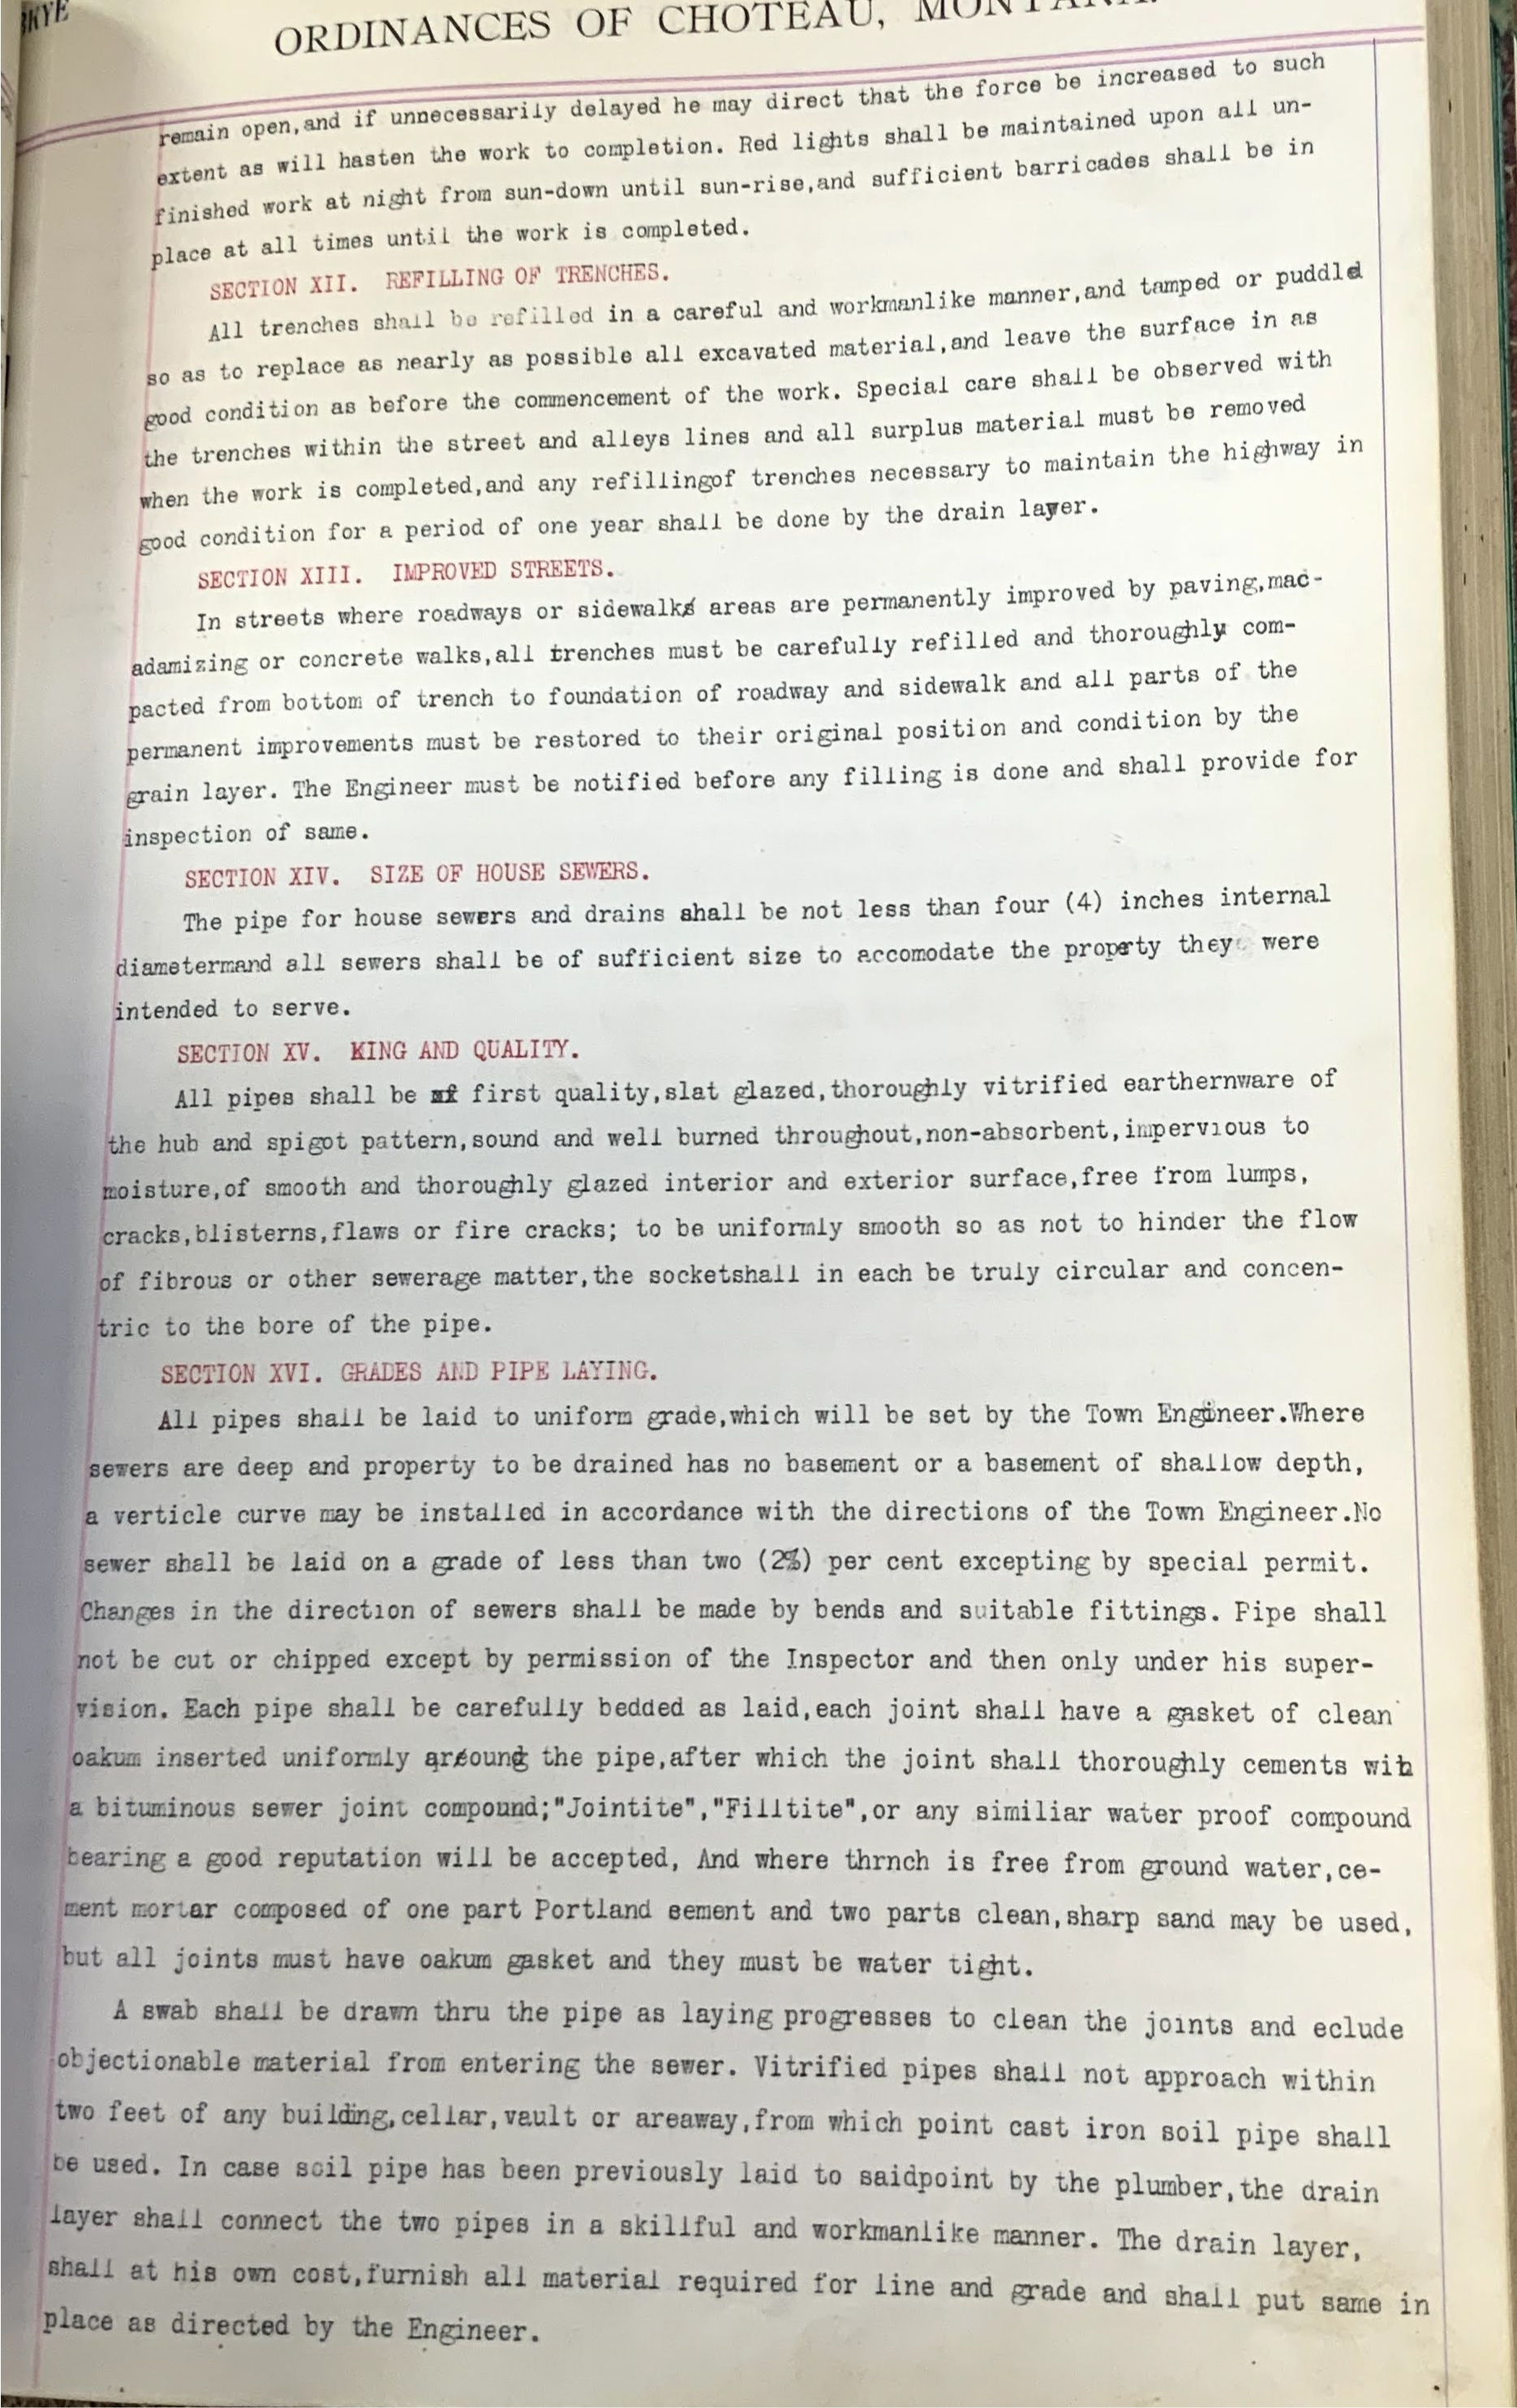 RKYE
ORDINANCES OF CHOTEAU, MONTANA.
remain open,and if unnecessarily delayed he may direct that the force be increased to such
extent as will hasten the work to completion. Red lights shall be maintained upon all un-
finished work at night from sun-down until sun-rise,and sufficient barricades shall be in
place at all times until the work is completed.
SECTION XII. REFILLING OF TRENCHES.
All trenches shall be refilled in a careful and workmanlike manner,and tamped or puddled
so as to replace as nearly as possible all excavated material,and leave the surface in as
good condition as before the commencement of the work. Special care shall be observed with
the trenches within the street and alleys lines and all surplus material must be removed
when the work is completed,and any refillingof trenches necessary to maintain the highway in
good condition for a period of one year shall be done by the drain layer.
SECTION XIII. IMPROVED STREETS.
In streets where roadways or sidewalks areas are permanently improved by paving,mac-
adamizing or concrete walks,all trenches must be carefully refilled and thoroughly com-
pacted from bottom of trench to foundation of roadway and sidewalk and all parts of the
permanent improvements must be restored to their original position and condition by the
grain layer. The Engineer must be notified before any filling is done and shall provide for
inspection of same.
SECTION XIV. SIZE OF HOUSE SEWERS.
The pipe for house sewers and drains shall be not less than four (4) inches internal
diametermand all sewers shall be of sufficient size to accomodate the property they were
intended to serve.
SECTION XV. KING AND QUALITY.
All pipes shall be of first quality,slat glazed,thoroughly vitrified earthernware of
the hub and spigot pattern,sound and well burned throughout,non-absorbent,impervious to
moisture,of smooth and thoroughly glazed interior and exterior surface,free from lumps,
cracks,blisterns,flaws or fire cracks; to be uniformly smooth so as not to hinder the flow
of fibrous or other sewerage matter,the socketshall in each be truly circular and concen-
tric to the bore of the pipe.
SECTION XVI. GRADES AND PIPE LAYING.
All pipes shall be laid to uniform grade,which will be set by the Town Engineer.Where
sewers are deep and property to be drained has no basement or a basement of shallow depth,
a verticle curve may be installed in accordance with the directions of the Town Engineer.No
sewer shall be laid on a grade of less than two (2%) per cent excepting by special permit.
Changes in the direction of sewers shall be made by bends and suitable fittings. Pipe shall
not be cut or chipped except by permission of the Inspector and then only under his super-
vision. Each pipe shall be carefully bedded as laid,each joint shall have a gasket of clean
oakum inserted uniformly around the pipe,after which the joint shall thoroughly cements with
a bituminous sewer joint compound;"Jointite","Filltite",or any similiar water proof compound
bearing a good reputation will be accepted, And where thrnch is free from ground water,ce-
ment mortar composed of one part Portland sement and two parts clean,sharp sand may be used,
but all joints must have oakum gasket and they must be water tight.
A swab shall be drawn thru the pipe as laying progresses to clean the joints and eclude
objectionable material from entering the sewer. Vitrified pipes shall not approach within
two feet of any building,cellar,vault or areaway,from which point cast iron soil pipe shall
be used. In case soil pipe has been previously laid to saidpoint by the plumber,the drain
layer shall connect the two pipes in a skillful and workmanlike manner. The drain layer,
shall at his own cost,furnish all material required for line and grade and shall put same in
place as directed by the Engineer.